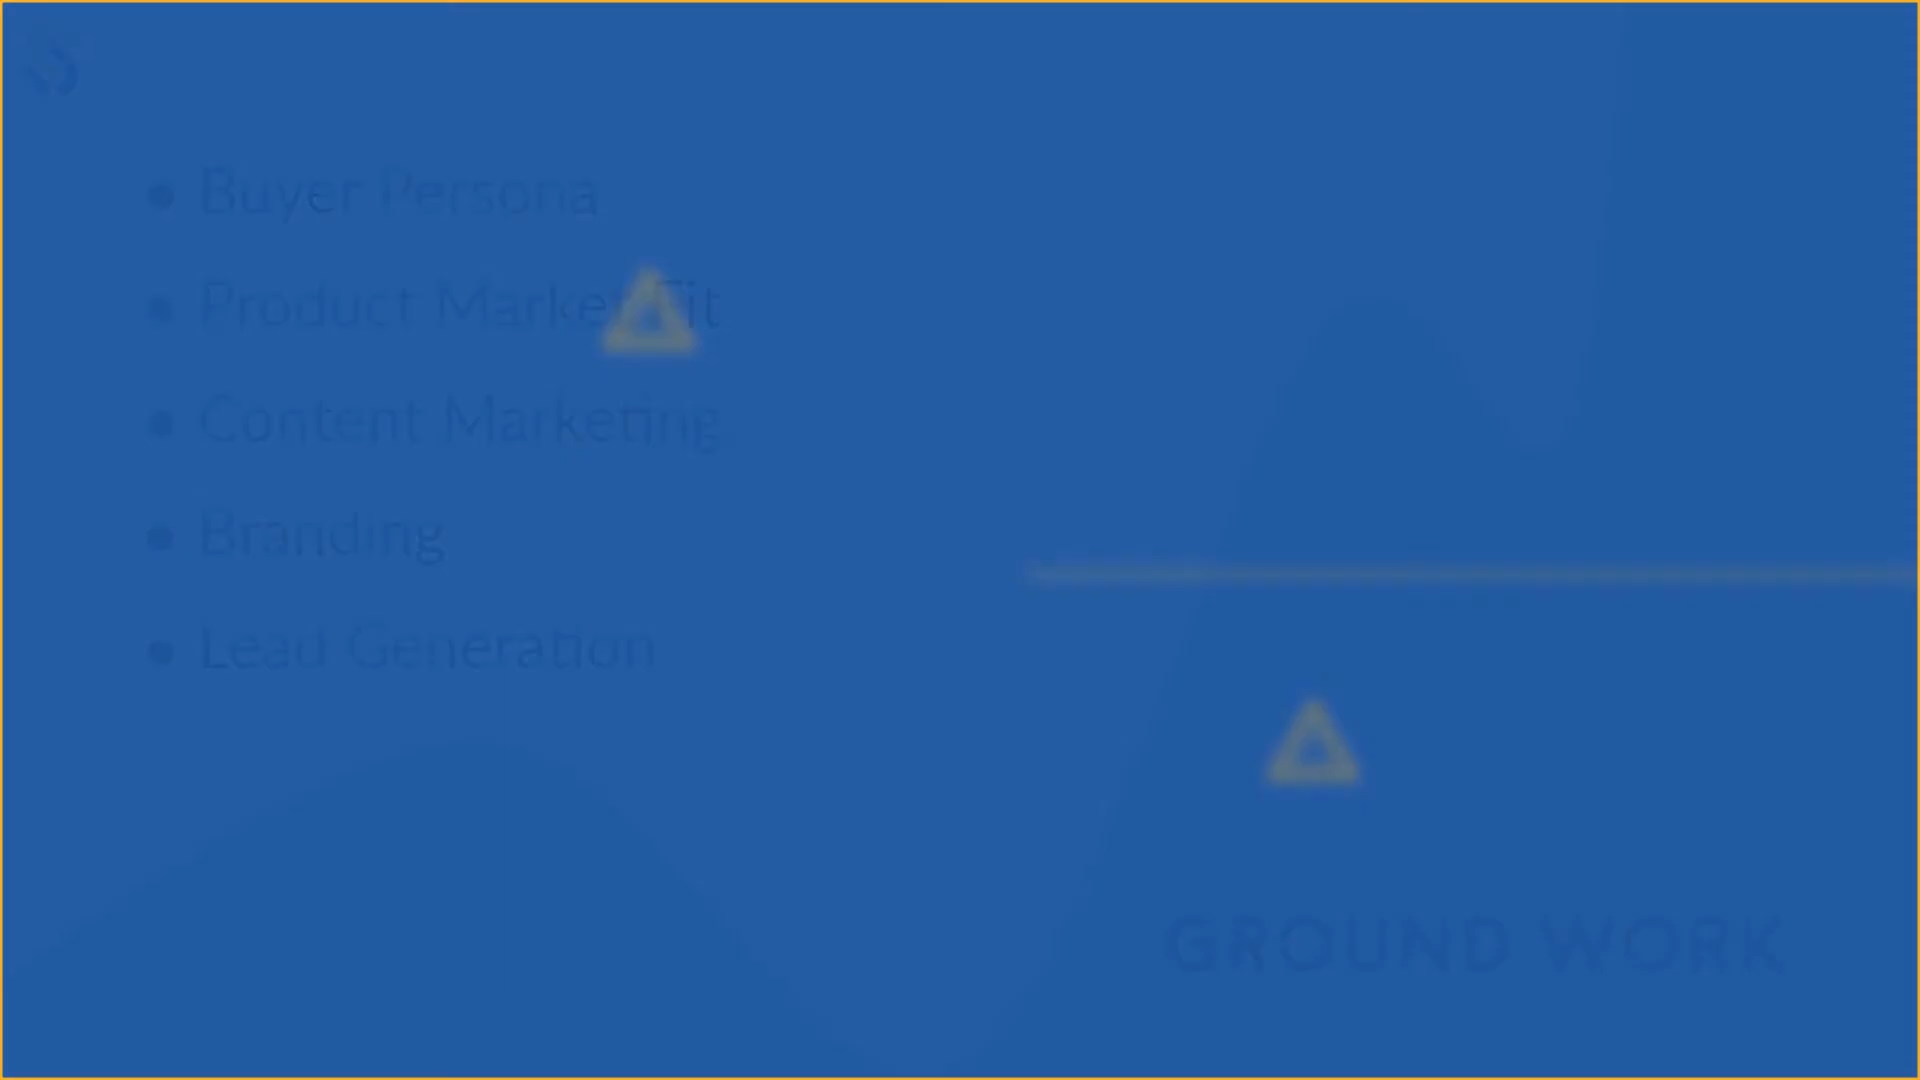 • Buyer Persona
• Product Market Fit
• Content Marketing
• Branding
• Lead Generation
GROUND WORK